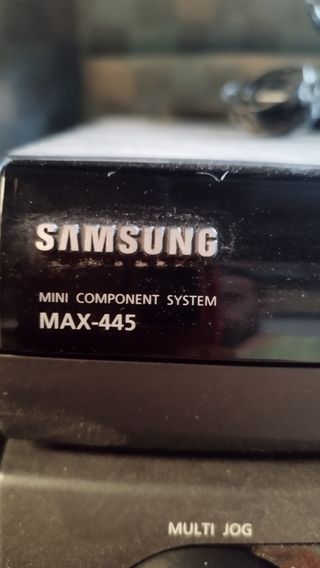 SAMSUNG
MINI COMPONENT SYSTEM
MAX-445
MULTI JOG